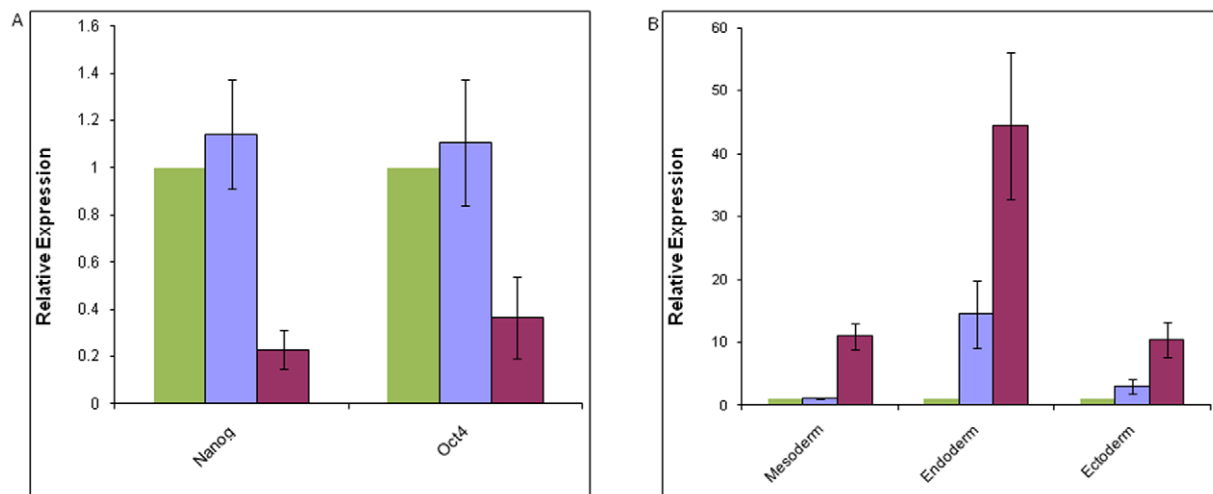 A
1.6
1.4
1.2
1
0.8
0.6
0.4
0.2
0
Relative Expression
Nanog
Oct4
B
60
50
40
30
20
10
0
Relative Expression
Mesoderm
Endoderm
Ectoderm